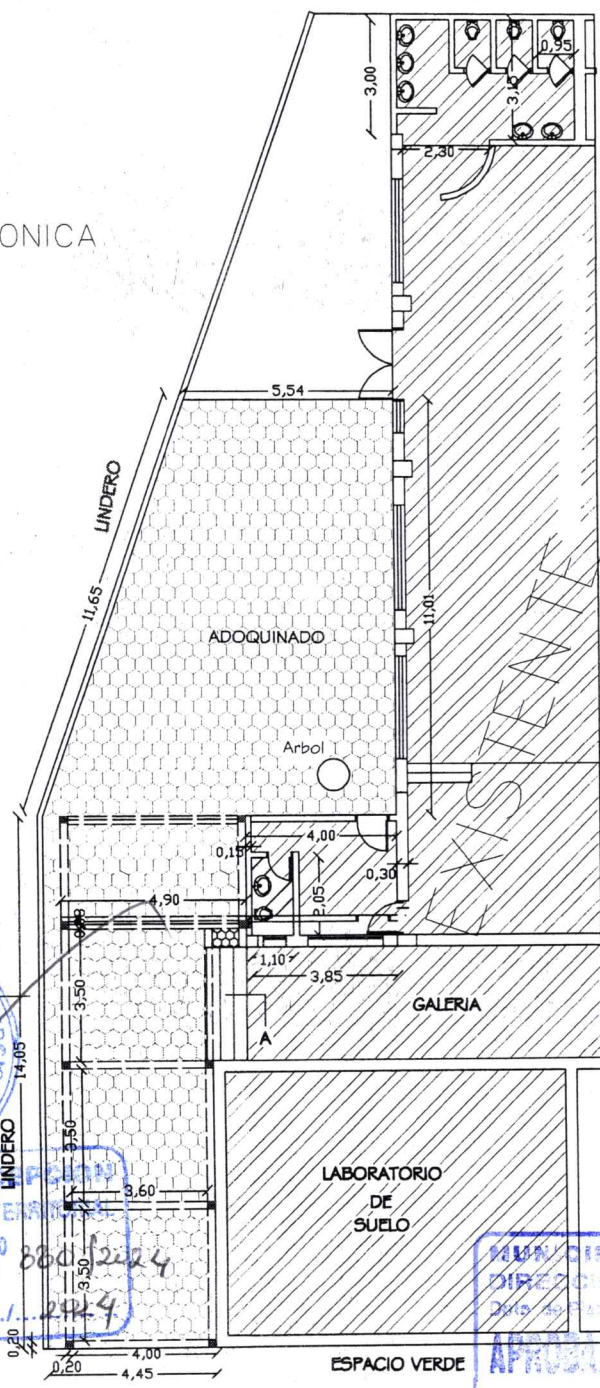 0,95
3,00
3,15
2,30
ONICA
5,54
LINDERO
11,65
11,01
ADOQUINADO
EXISTENTE
Arbol
4,00
0,15
0,30
4,90
2,05
1,10
3,85
3,50
GALERIA
A
14,05
LINDERO
3,50
3,60
LABORATORIO
DE
SUELO
880/2024
3,50
2024
0,20
4,00
0,20
4,45
ESPACIO VERDE